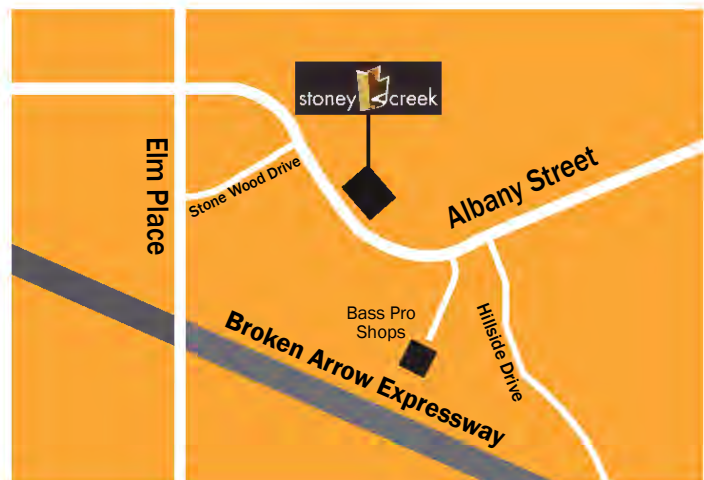 stoney creek
Elm Place
Stone Wood Drive
Albany Street
Bass Pro
Shops
Hillside Drive
Broken Arrow Expressway